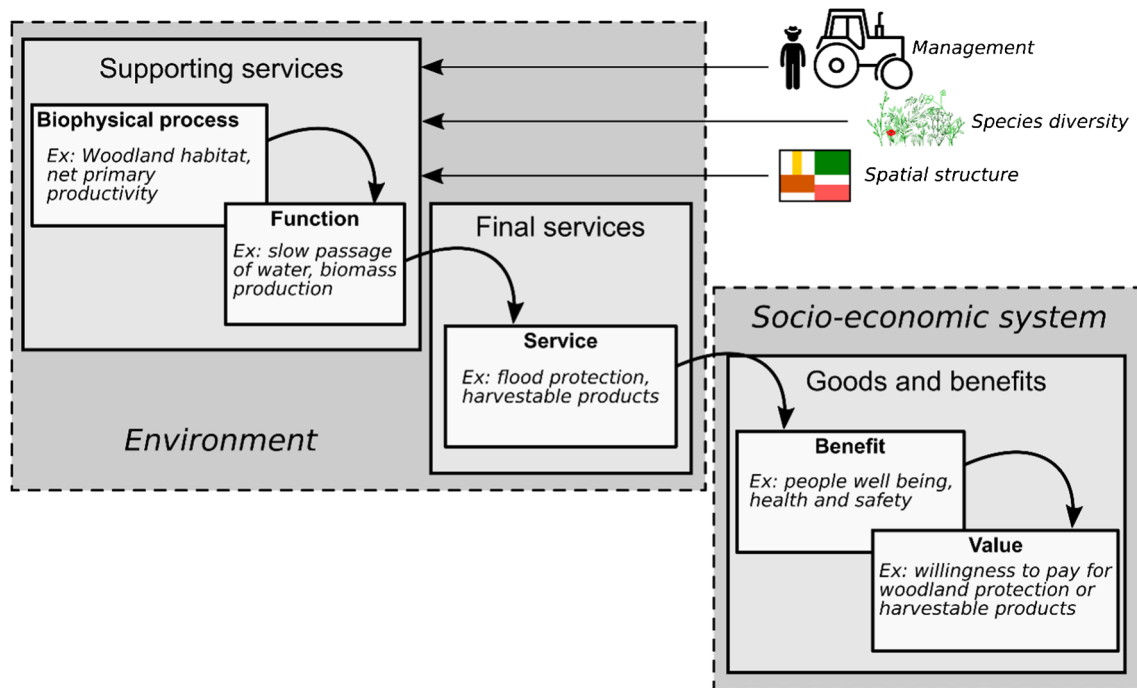 Supporting services
Biophysical process
Ex: Woodland habitat,
net primary
productivity
Function
Ex: slow passage
of water, biomass
production
Environment
Final services
Service
Ex: flood protection,
harvestable products
Management
Species diversity
Spatial structure
Socio-economic system
Goods and benefits
Benefit
Ex: people well being,
health and safety
Value
Ex: willingness to pay for
woodland protection or
harvestable products